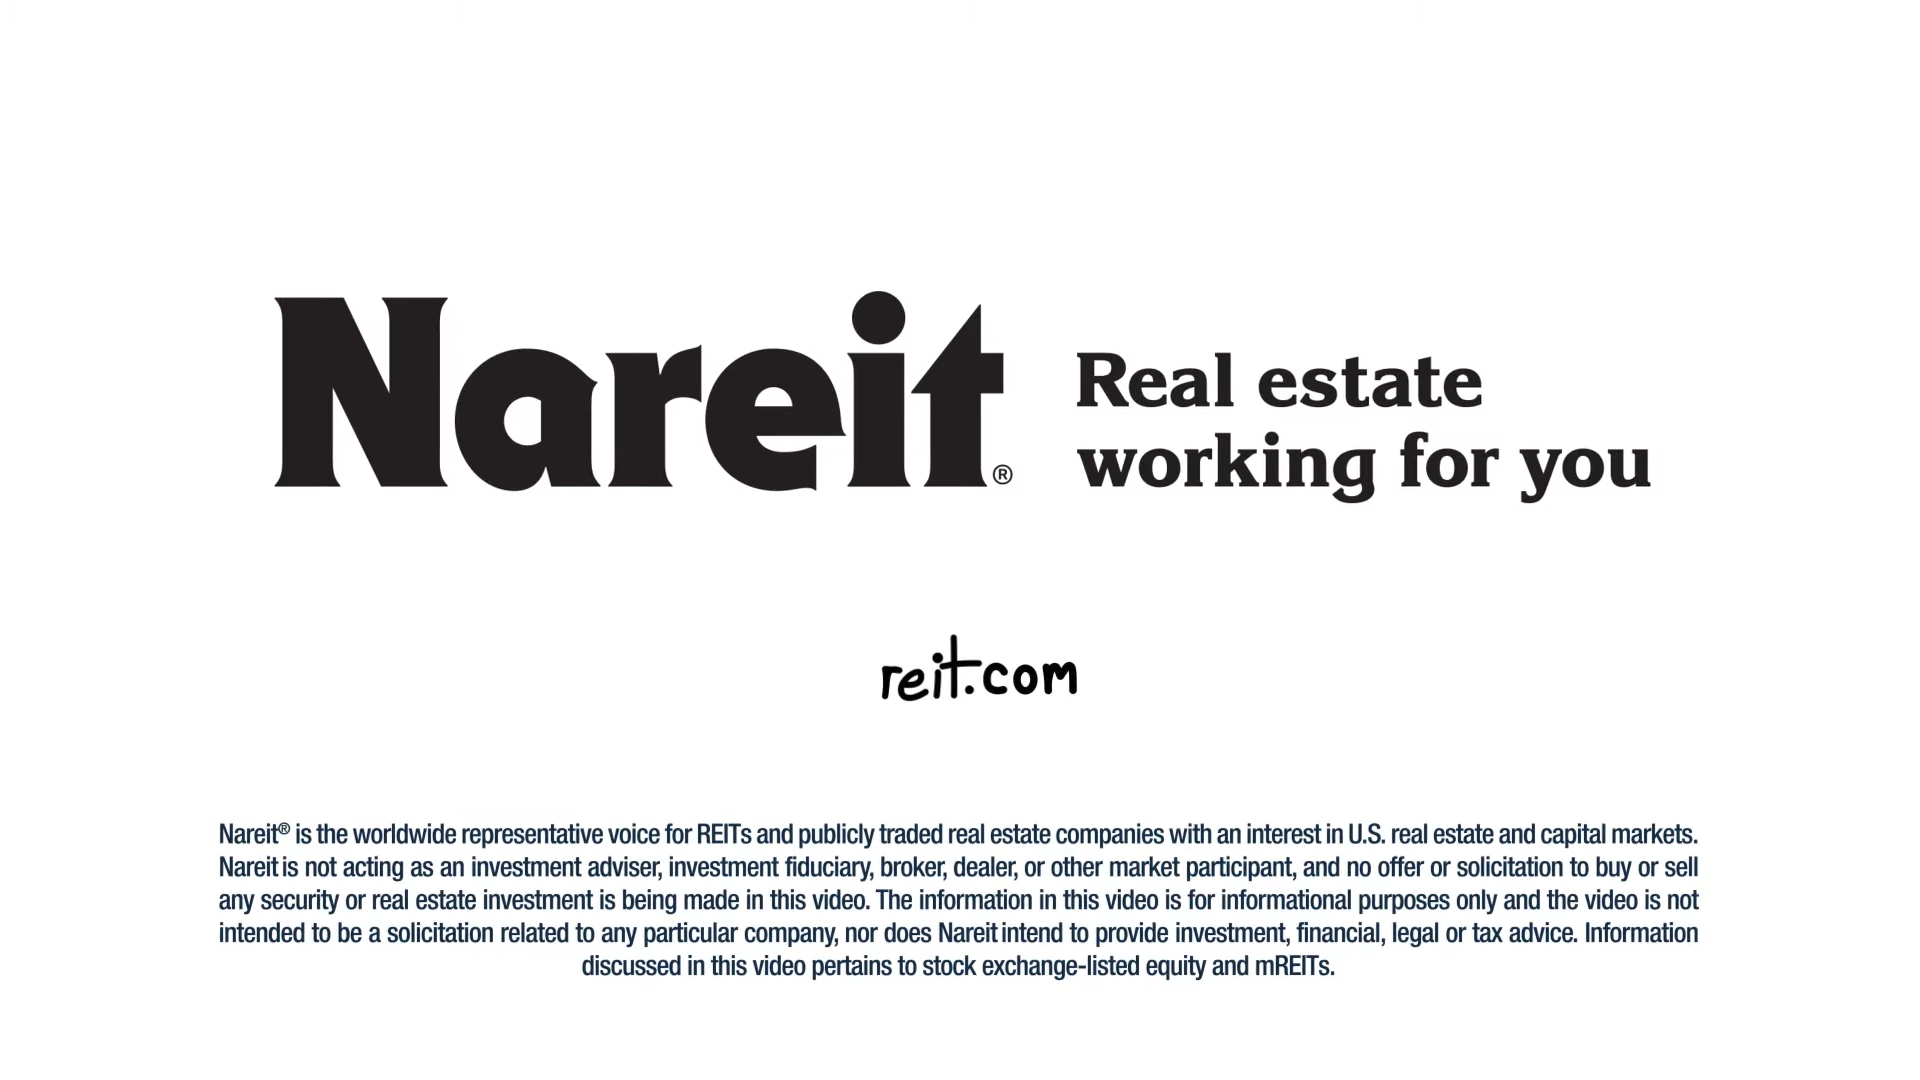 Nareit® Real estate
working for you
reit.com
Nareit® is the worldwide representative voice for REITs and publicly traded real estate companies with an interest in U.S. real estate and capital markets.
Nareit is not acting as an investment adviser, investment fiduciary, broker, dealer, or other market participant, and no offer or solicitation to buy or sell
any security or real estate investment is being made in this video. The information in this video is for informational purposes only and the video is not
intended to be a solicitation related to any particular company, nor does Nareit intend to provide investment, financial, legal or tax advice. Information
discussed in this video pertains to stock exchange-listed equity and mREITs.